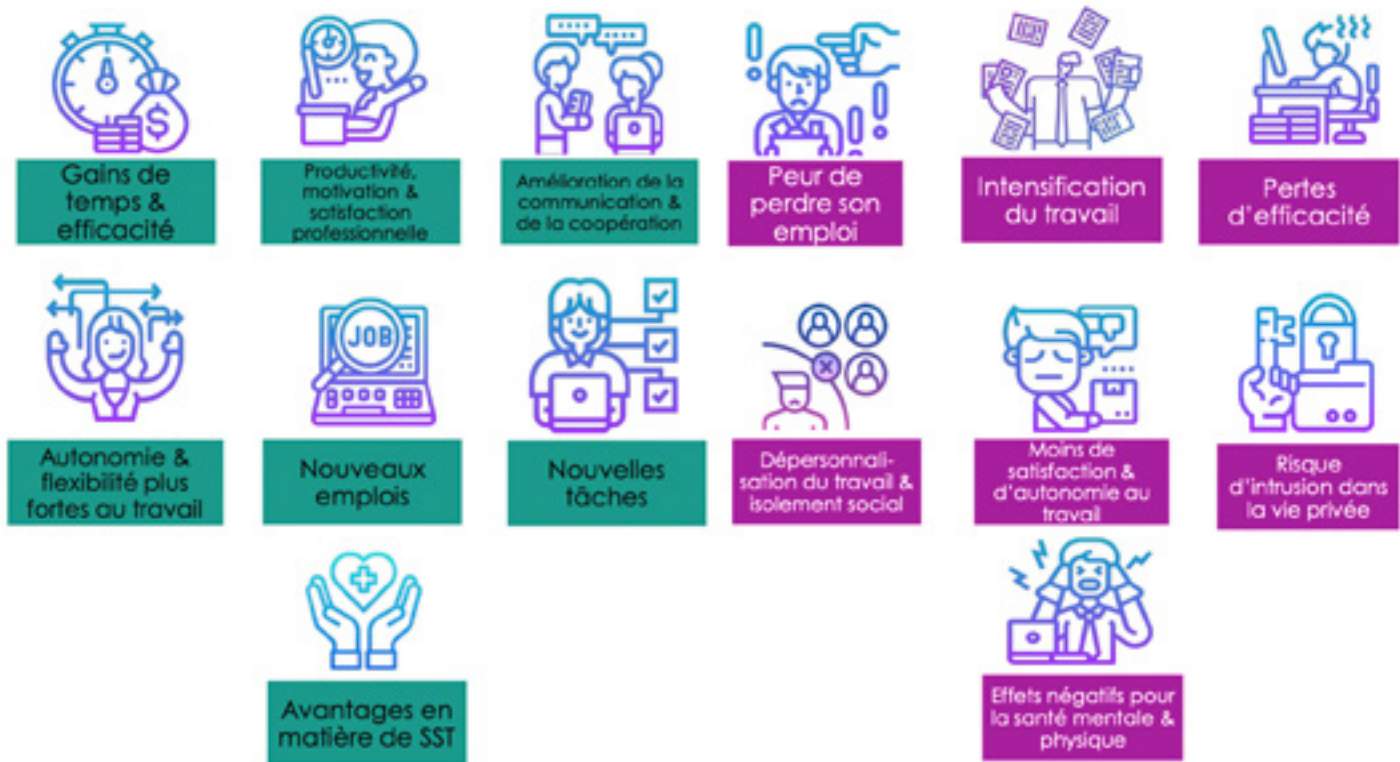 Gains de
temps &
efficacité
Productivité,
motivation &
satisfaction
professionnelle
Amélioration de la
communication &
de la coopération
Peur de
perdre son
emploi
Intensification
du travail
Pertes
d'efficacité
JOB
Autonomie &
flexibilité plus
fortes au travail
Nouveaux
emplois
Nouvelles
tâches
Dépersonnali-
sation du travail &
isolement social
Moins de
satisfaction &
d'autonomie au
travail
Risque
d'intrusion dans
la vie privée
Avantages en
matière de SST
Effets négatifs pour
la santé mentale &
physique